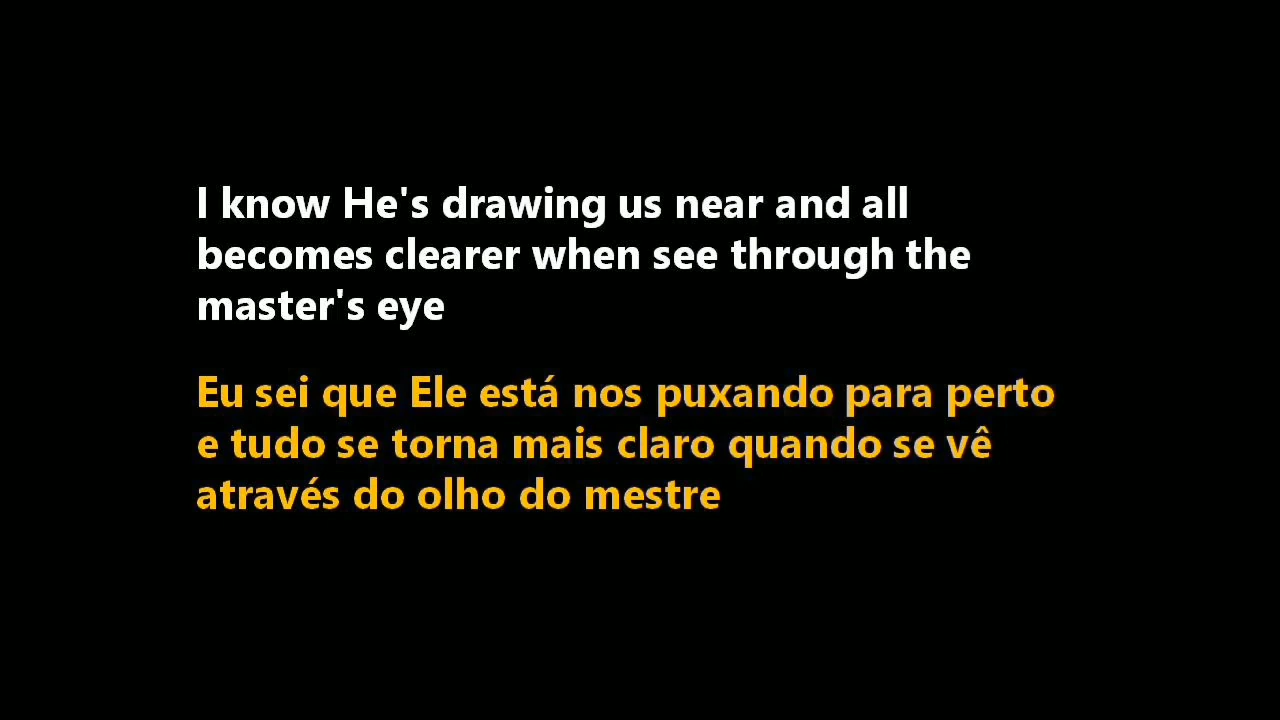 I know He's drawing us near and all
becomes clearer when see through the
master's eye
Eu sei que Ele está nos puxando para perto
e tudo se torna mais claro quando se vê
através do olho do mestre